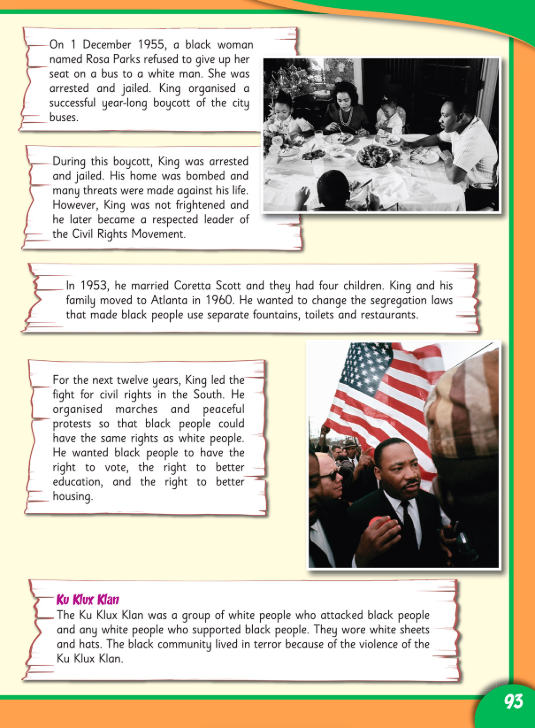 On 1 December 1955, a black woman
named Rosa Parks refused to give up her
seat on a bus to a white man. She was
arrested and jailed. King organised a
successful year-long boycott of the city
buses.
During this boycott, King was arrested
and jailed. His home was bombed and
many threats were made against his life.
However, King was not frightened and
he later became a respected leader of
the Civil Rights Movement.
In 1953, he married Coretta Scott and they had four children. King and his
family moved to Atlanta in 1960. He wanted to change the segregation laws
that made black people use separate fountains, toilets and restaurants.
For the next twelve years, King led the
fight for civil rights in the South. He
organised marches and peaceful
protests so that black people could
have the same rights as white people.
He wanted black people to have the
right to vote, the right to better
education, and the right to better
housing.
Ku Klux Klan
The Ku Klux Klan was a group of white people who attacked black people
and any white people who supported black people. They wore white sheets
and hats. The black community lived in terror because of the violence of the
Ku Klux Klan.
93